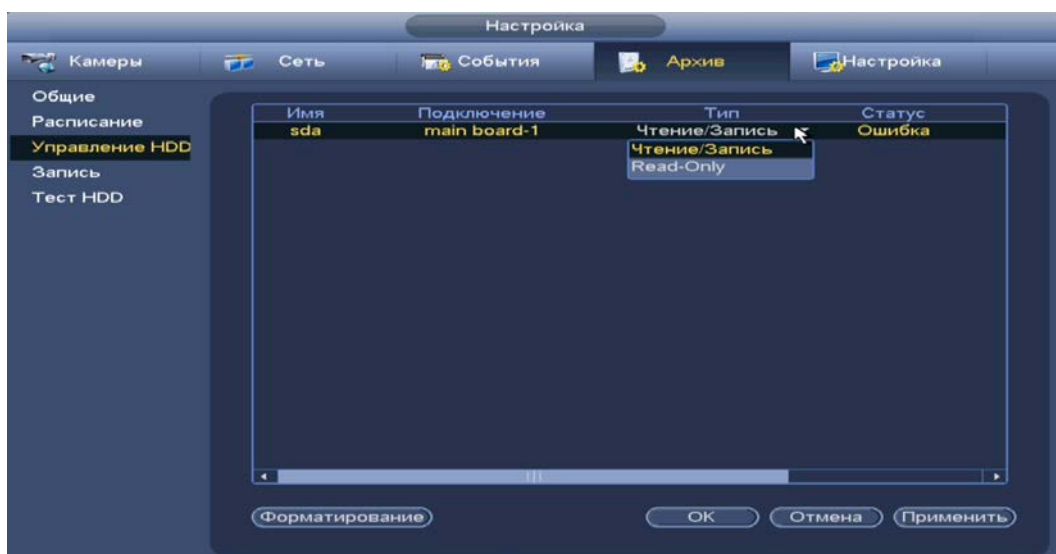 Настройка
Камеры Сеть События Архив Настройка
Общие
Расписание
Управление HDD
Запись
Тест HDD
Имя Подключение Тип Статус
sda main board-1 Чтение/Запись Ошибка
Чтение/Запись
Read-Only
Форматирование OK Отмена Применить